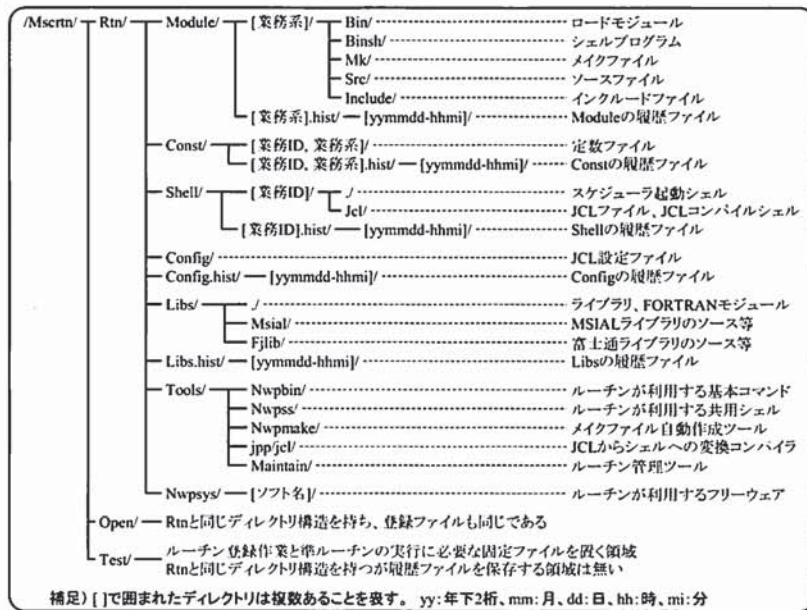 /Mscrtn/ Rtn/ Module/ [業務系]/ Bin/ ロードモジュール
Binsh/ シェルプログラム
Mk/ メイクファイル
Src/ ソースファイル
Include/ インクルードファイル
[業務系].hist/ [yymmdd-hhmi]/ Moduleの履歴ファイル
Const/ [業務ID、業務系]/ 定数ファイル
[業務ID、業務系].hist/ [yymmdd-hhmi]/ Constの履歴ファイル
Shell/ [業務ID]/ ./ スケジューラ起動シェル
Jcl/ JCLファイル、JCLコンパイルシェル
[業務ID].hist/ [yymmdd-hhmi]/ Shellの履歴ファイル
Config/ JCL設定ファイル
Config.hist/ [yymmdd-hhmi]/ Configの履歴ファイル
Libs/ ./ ライブラリ、FORTRANモジュール
Msial/ MSIALライブラリのソース等
Fjlib/ 富士通ライブラリのソース等
Libs.hist/ [yymmdd-hhmi]/ Libsの履歴ファイル
Tools/ Nwpbin/ ルーチンが利用する基本コマンド
Nwpss/ ルーチンが利用する共用シェル
Nwpmake/ メイクファイル自動作成ツール
jpp/jcl/ JCLからシェルへの変換コンパイラ
Maintain/ ルーチン管理ツール
Nwpsys/ [ソフト名]/ ルーチンが利用するフリーウェア
Open/ Rtnと同じディレクトリ構造を持ち、登録ファイルも同じである
Test/ ルーチン登録作業と準ルーチンの実行に必要な固定ファイルを置く領域
Rtnと同じディレクトリ構造を持つが履歴ファイルを保存する領域は無い
補足）[ ]で囲まれたディレクトリは複数あることを表す。 yy:年下2桁、mm:月、dd:日、hh:時、mi:分